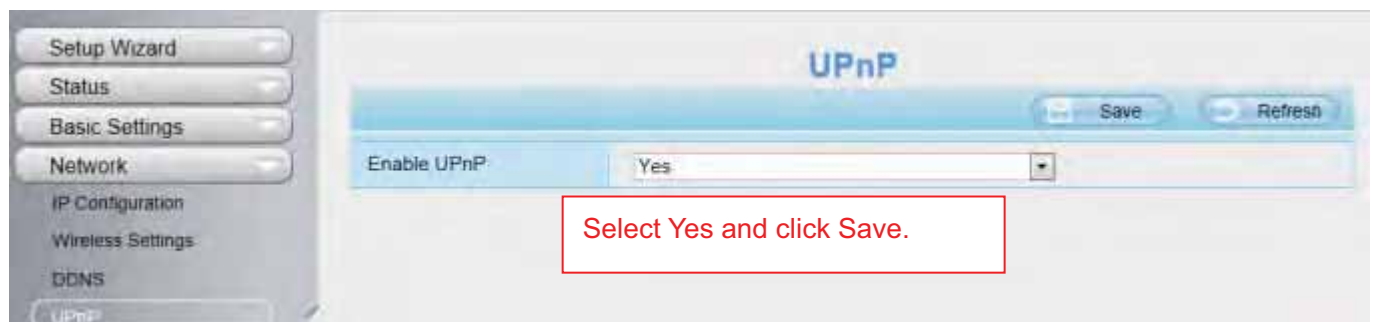 Setup Wizard
Status
Basic Settings
Network
IP Configuration
Wireless Settings
DDNS
UPnP
UPnP
Save Refresh
Enable UPnP Yes
Select Yes and click Save.